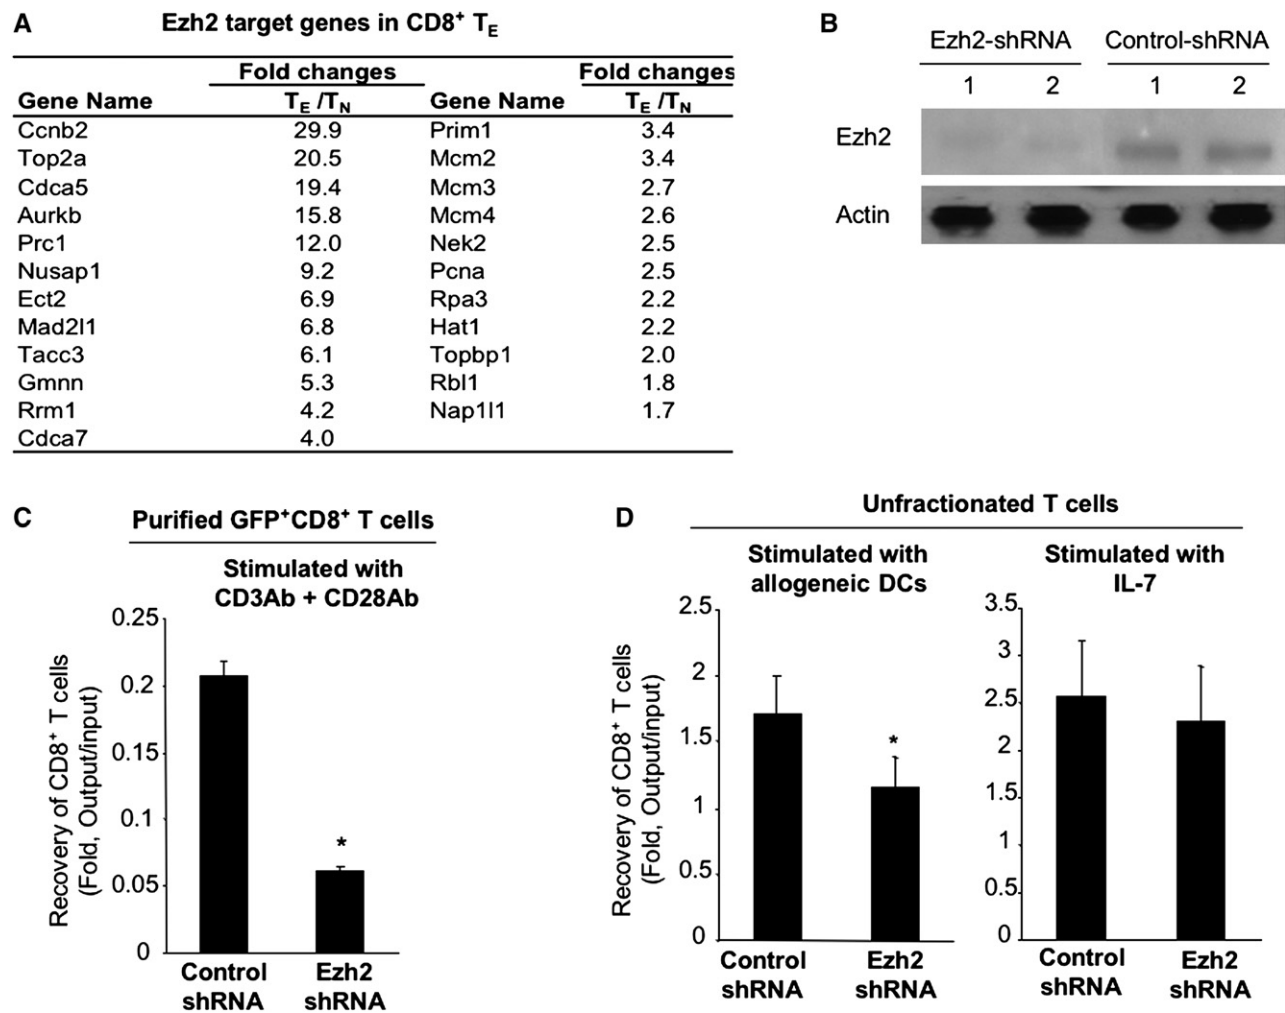 A
Ezh2 target genes in CD8+ TE
Fold changes Fold changes
Gene Name TE /TN Gene Name TE /TN
Ccnb2 29.9 Prim1 3.4
Top2a 20.5 Mcm2 3.4
Cdca5 19.4 Mcm3 2.7
Aurkb 15.8 Mcm4 2.6
Prc1 12.0 Nek2 2.5
Nusap1 9.2 Pcna 2.5
Ect2 6.9 Rpa3 2.2
Mad2l1 6.8 Hat1 2.2
Tacc3 6.1 Topbp1 2.0
Gmnn 5.3 Rbl1 1.8
Rrm1 4.2 Nap1l1 1.7
Cdca7 4.0
B
Ezh2-shRNA Control-shRNA
1 2 1 2
Ezh2
Actin
C
Purified GFP+CD8+ T cells
Stimulated with
CD3Ab + CD28Ab
Recovery of CD8+ T cells
(Fold, Output/input)
0.25
0.2
0.15
0.1
0.05
0
*
Control
shRNA
Ezh2
shRNA
D
Unfractionated T cells
Stimulated with
allogeneic DCs
Recovery of CD8+ T cells
(Fold, Output/input)
2.5
2
1.5
1
0.5
0
*
Control
shRNA
Ezh2
shRNA
Stimulated with
IL-7
3.5
3
2.5
2
1.5
1
0.5
0
Control
shRNA
Ezh2
shRNA